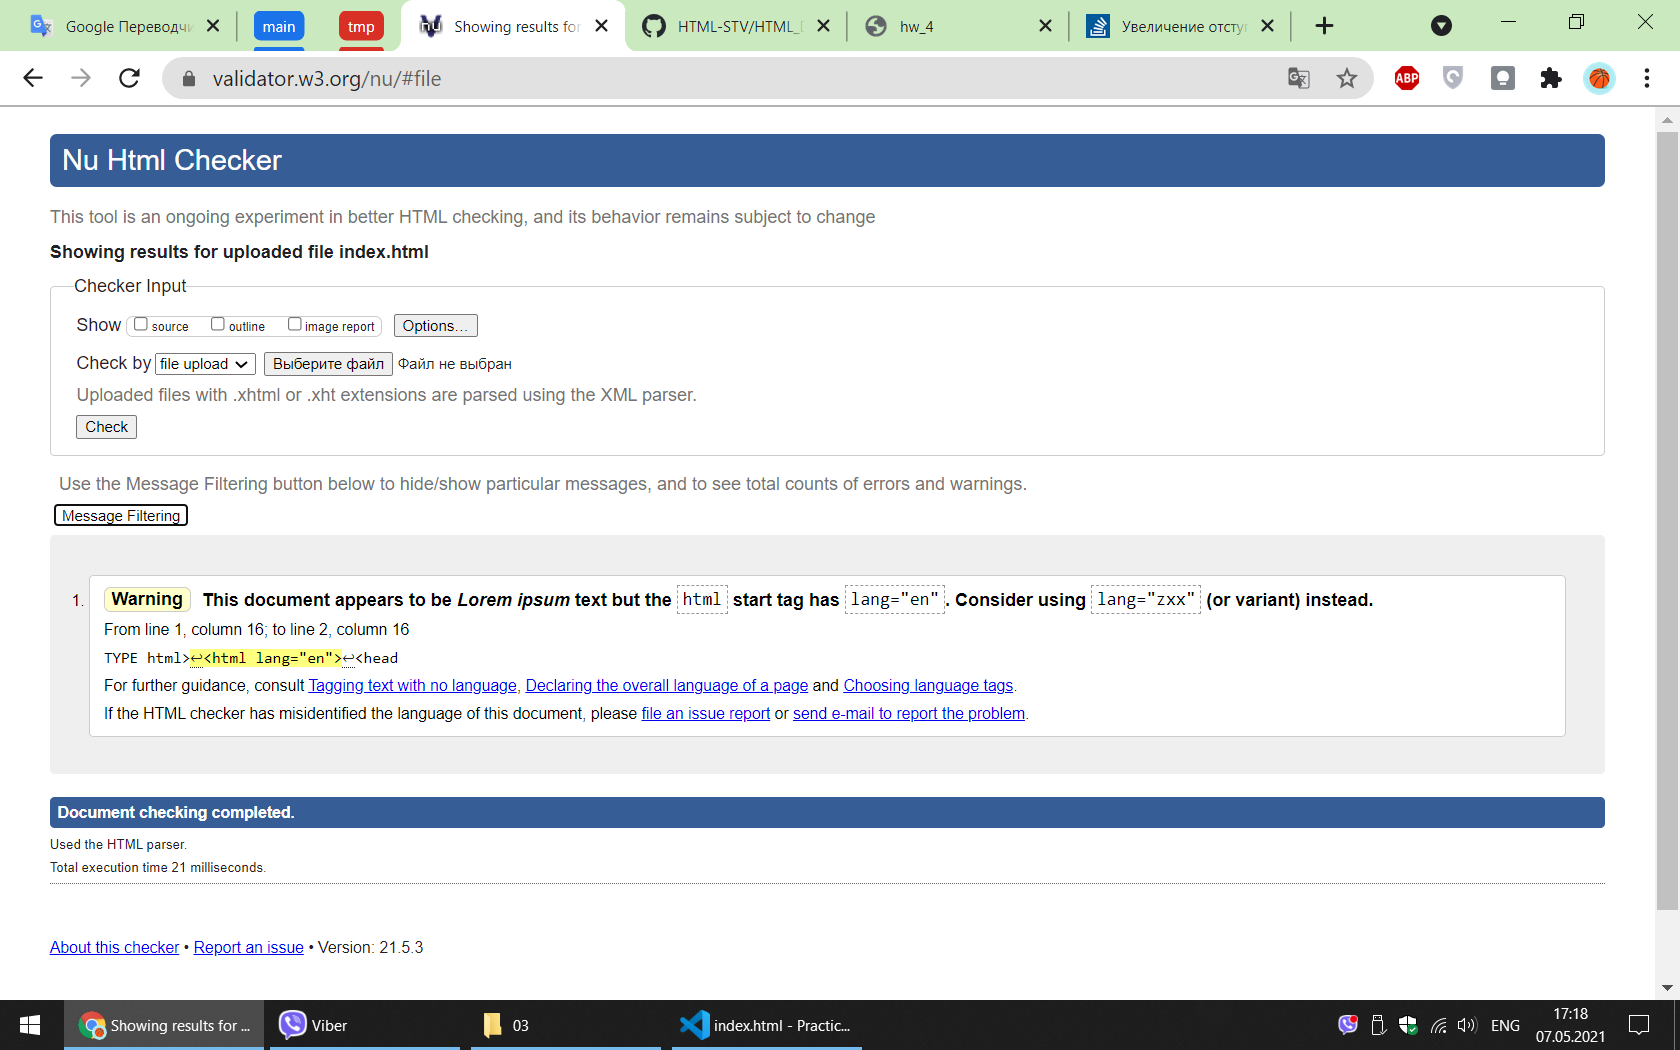 Google Переводчи
main
tmp
Showing results for
HTML-STV/HTML_
hw_4
Увеличение отсту
validator.w3.org/nu/#file
ABP
Nu Html Checker
This tool is an ongoing experiment in better HTML checking, and its behavior remains subject to change
Showing results for uploaded file index.html
Checker Input
Show source outline image report Options...
Check by file upload Выберите файл Файл не выбран
Uploaded files with .xhtml or .xht extensions are parsed using the XML parser.
Check
Use the Message Filtering button below to hide/show particular messages, and to see total counts of errors and warnings.
Message Filtering
1. Warning This document appears to be Lorem ipsum text but the html start tag has lang="en". Consider using lang="zxx" (or variant) instead.
From line 1, column 16; to line 2, column 16
TYPE html>↩<html lang="en">↩<head
For further guidance, consult Tagging text with no language, Declaring the overall language of a page and Choosing language tags.
If the HTML checker has misidentified the language of this document, please file an issue report or send e-mail to report the problem.
Document checking completed.
Used the HTML parser.
Total execution time 21 milliseconds.
About this checker • Report an issue • Version: 21.5.3
Showing results for ...
Viber
03
index.html - Practic...
ENG
17:18
07.05.2021